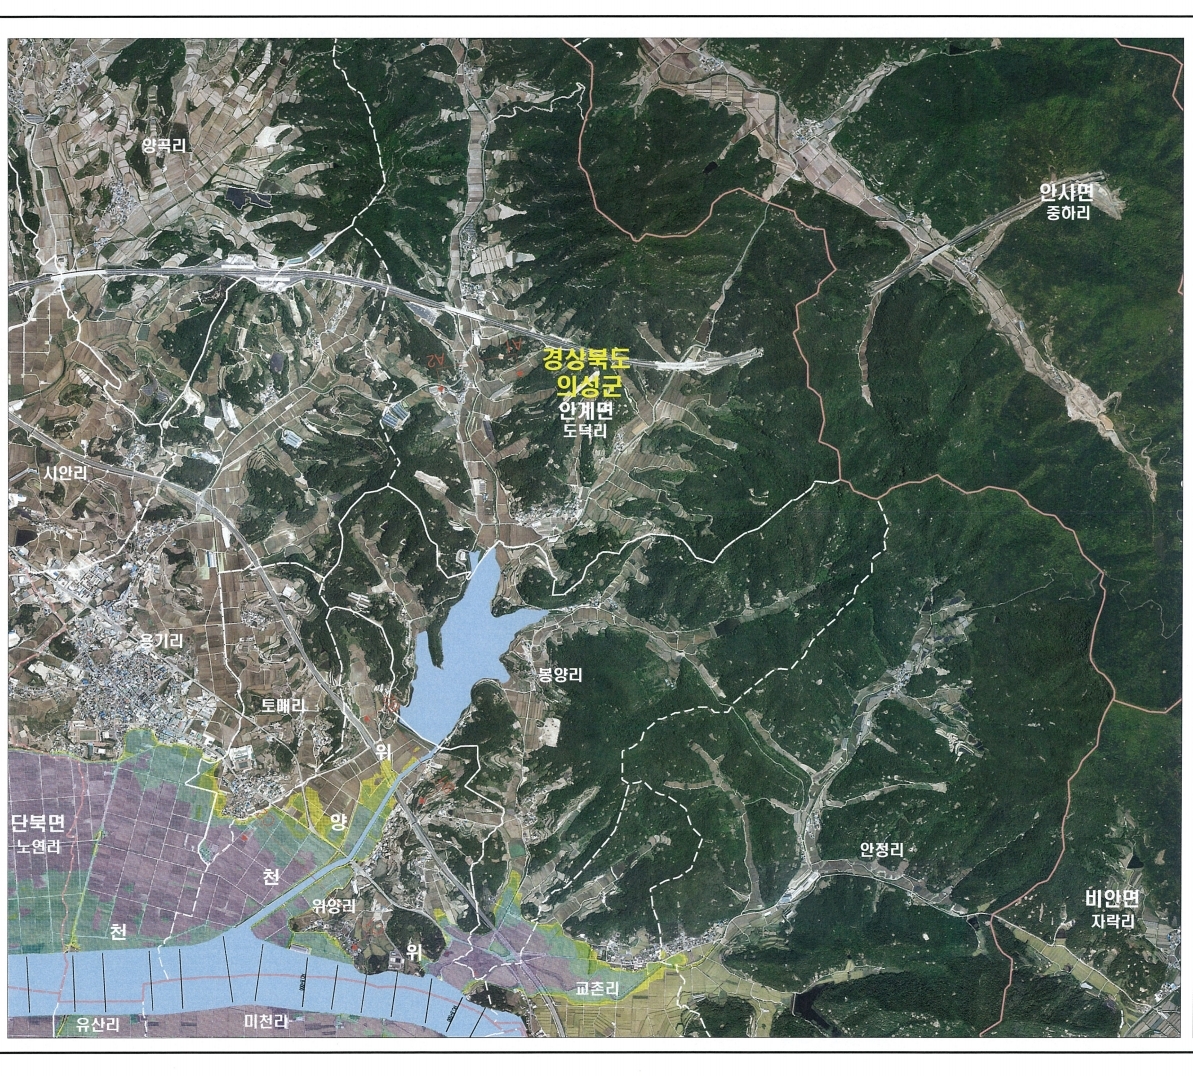 양곡리
안사면
중하리
A2
A1
경상북도
의성군
안계면
도덕리
시안리
용기리
봉양리
토매리
위
양
천
단북면
노연리
안정리
위양리
비안면
자락리
천
위
교촌리
유산리
미천리